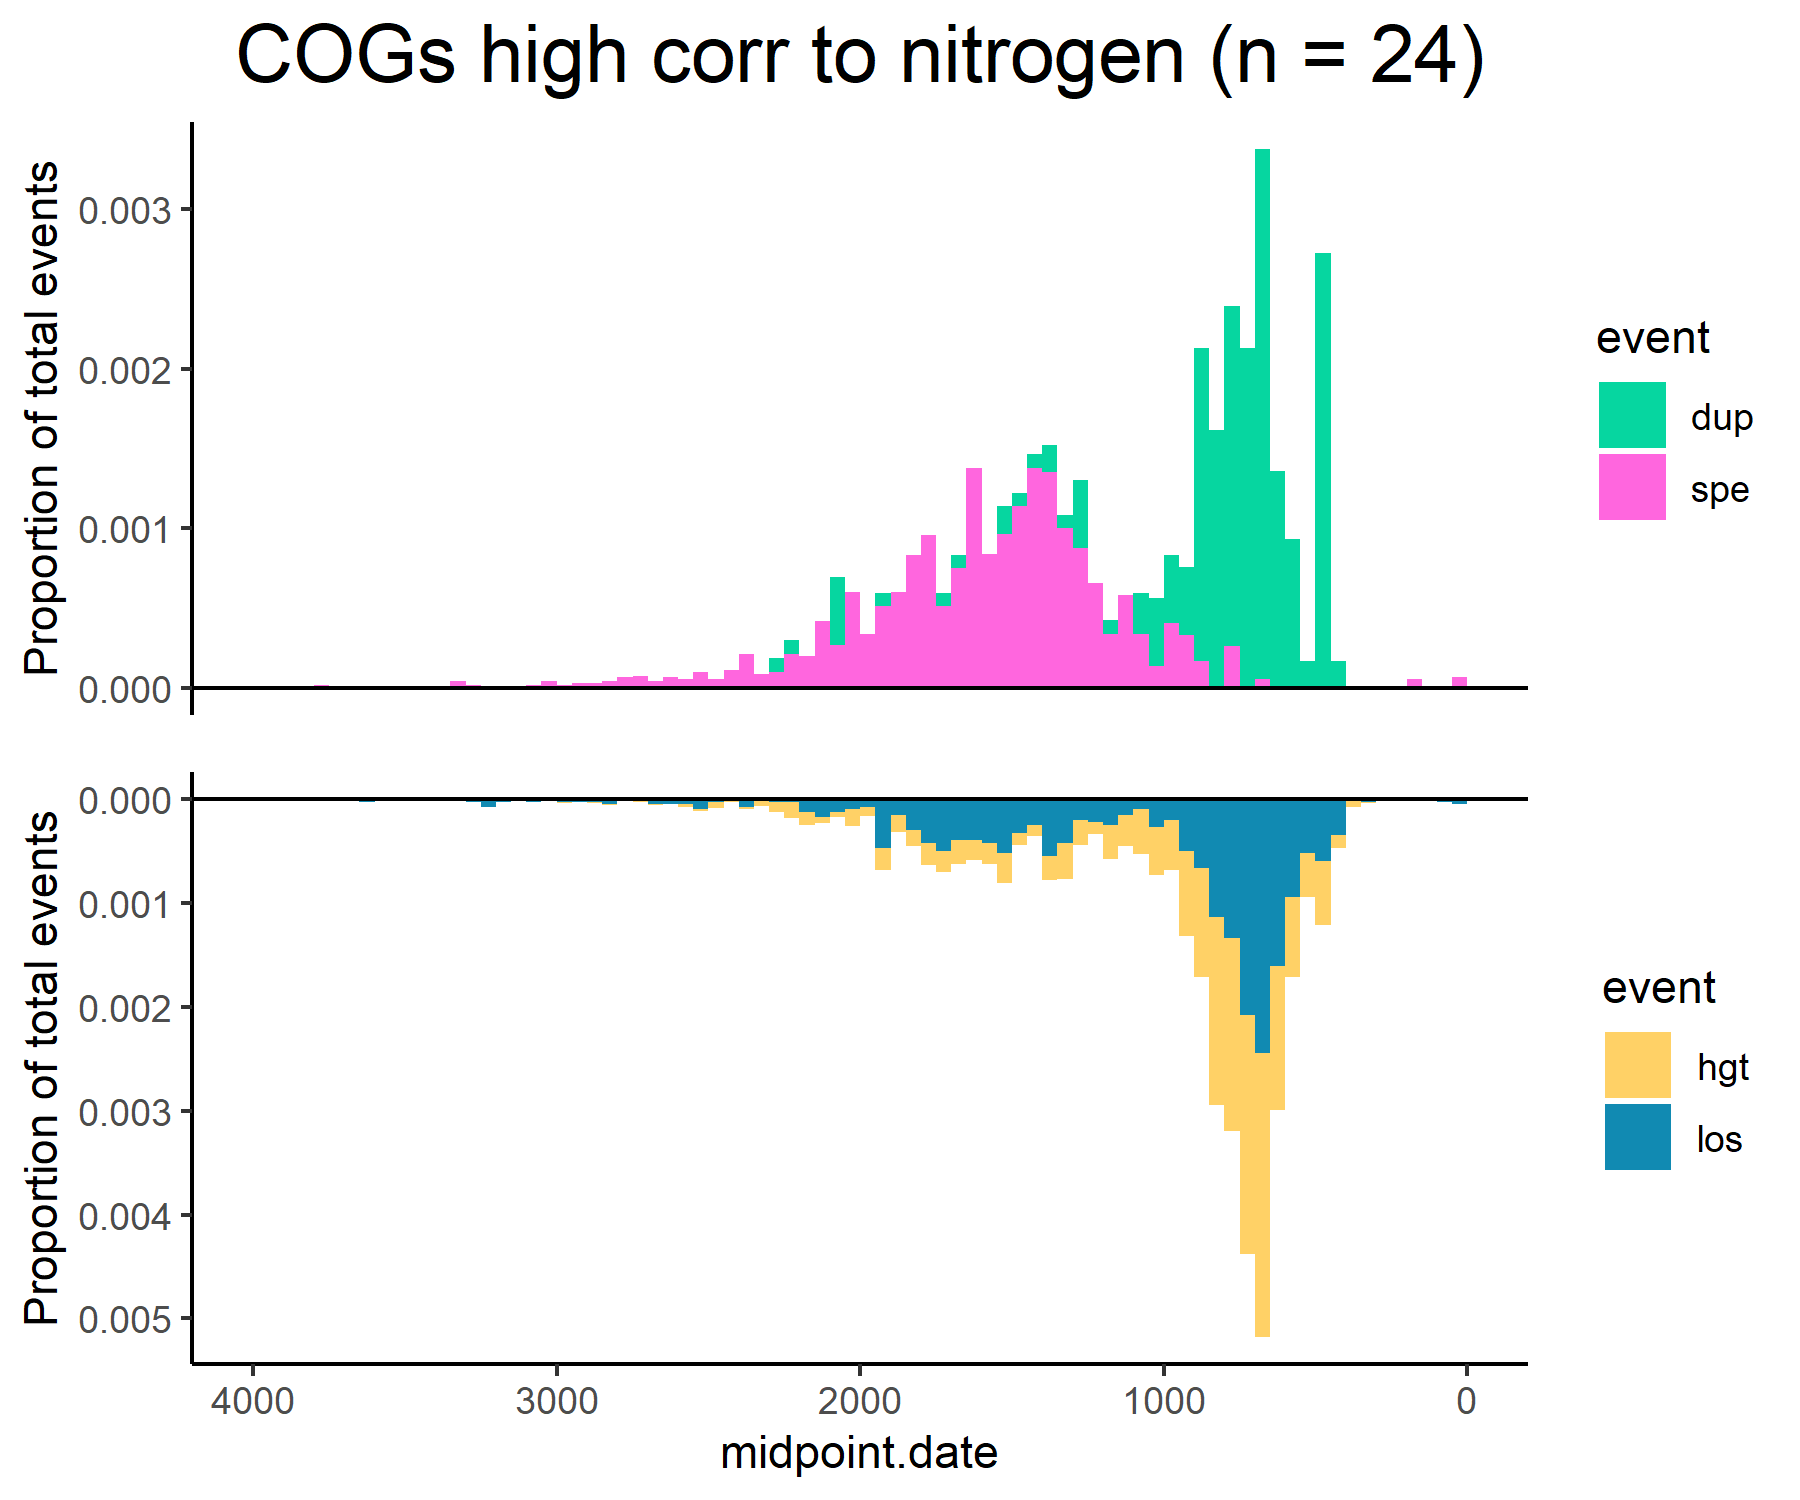 COGs high corr to nitrogen (n = 24)
Proportion of total events
0.003
0.002
0.001
0.000
event
dup
spe
Proportion of total events
0.000
0.001
0.002
0.003
0.004
0.005
event
hgt
los
4000 3000 2000 1000 0
midpoint.date